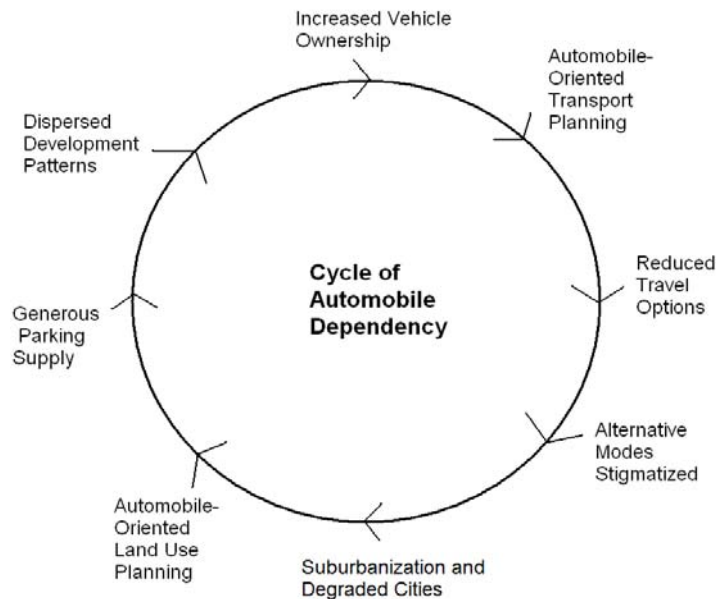 Increased Vehicle
Ownership
Automobile-
Oriented
Transport
Planning
Reduced
Travel
Options
Alternative
Modes
Stigmatized
Suburbanization and
Degraded Cities
Automobile-
Oriented
Land Use
Planning
Generous
Parking
Supply
Dispersed
Development
Patterns
Cycle of
Automobile
Dependency